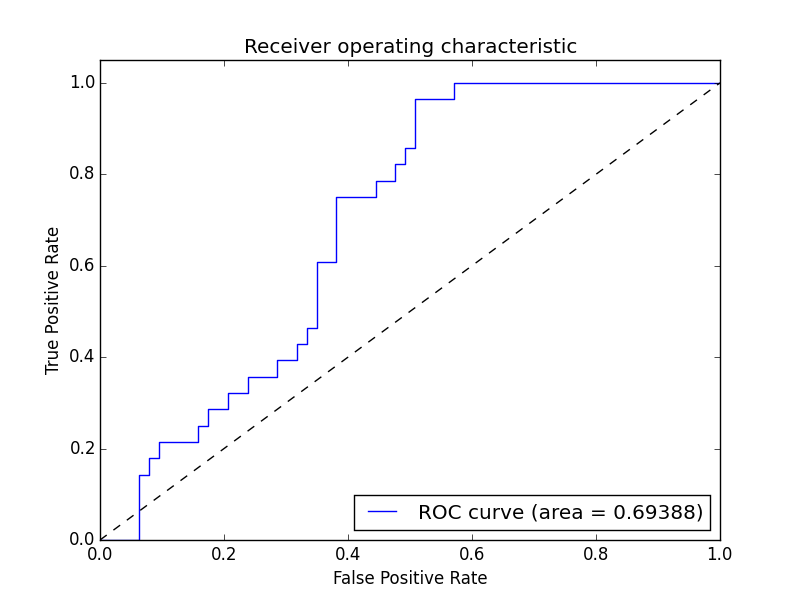 Receiver operating characteristic
1.0
0.8
0.6
0.4
0.2
0.0
True Positive Rate
ROC curve (area = 0.69388)
0.0 0.2 0.4 0.6 0.8 1.0
False Positive Rate